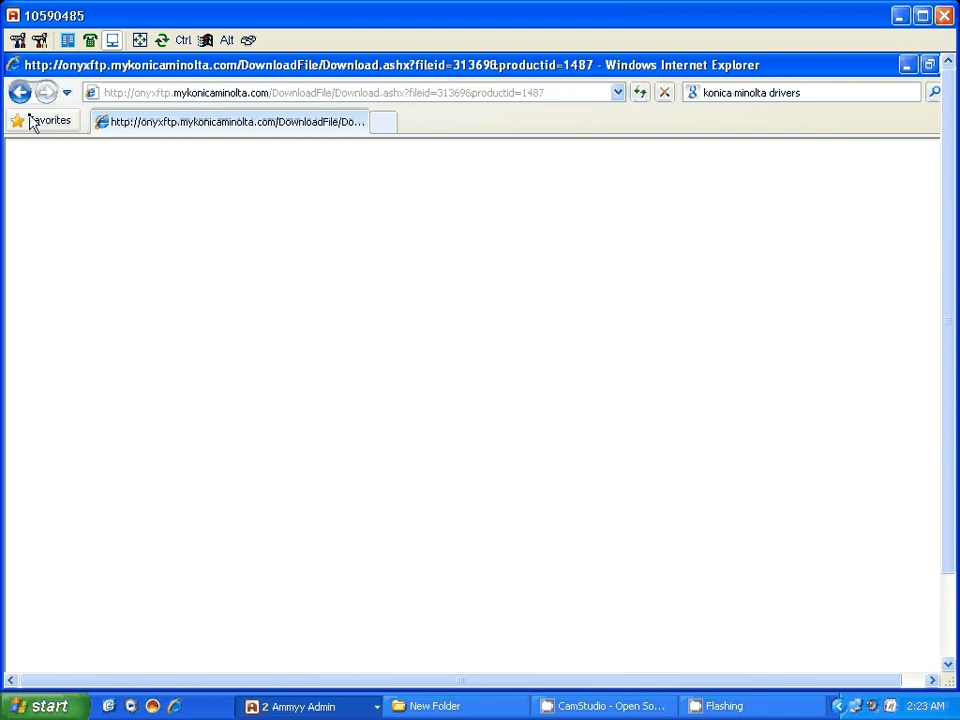 10590485
Ctrl Alt
http://onyxftp.mykonicaminolta.com/DownloadFile/Download.ashx?fileid=31369&productid=1487 - Windows Internet Explorer
http://onyxftp.mykonicaminolta.com/DownloadFile/Download.ashx?fileid=31369&productid=1487 konica minolta drivers
Favorites http://onyxftp.mykonicaminolta.com/DownloadFile/Do...
start 2 Ammyy Admin New Folder CamStudio - Open So... Flashing 2:23 AM